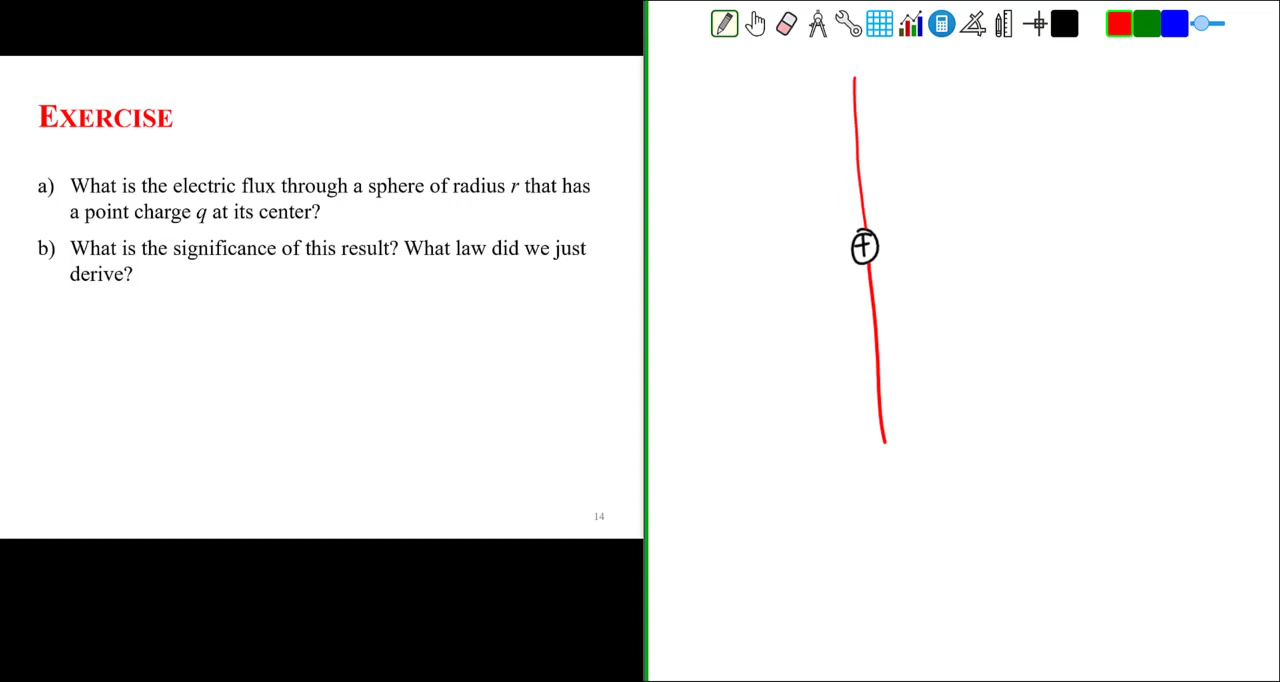 EXERCISE
a) What is the electric flux through a sphere of radius r that has
a point charge q at its center?
b) What is the significance of this result? What law did we just
derive?
14
+